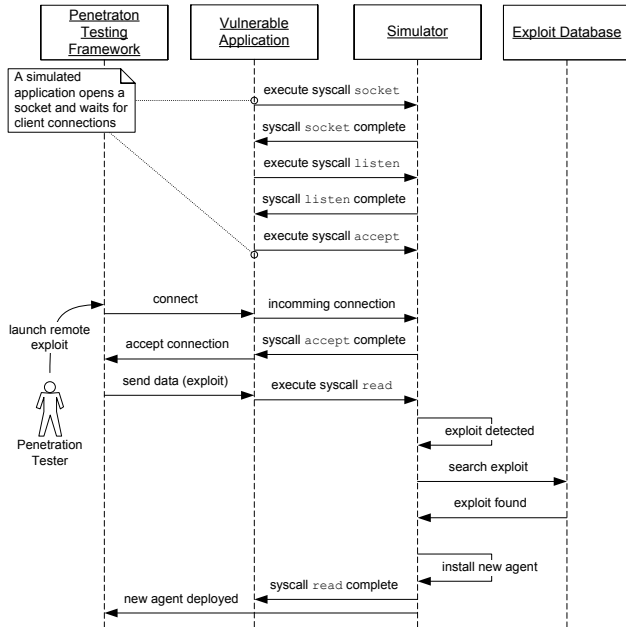 Penetraton
Testing
Framework
Vulnerable
Application
Simulator
Exploit Database
A simulated
application opens a
socket and waits for
client connections
execute syscall socket
syscall socket complete
execute syscall listen
syscall listen complete
execute syscall accept
connect
incomming connection
launch remote
exploit
accept connection
syscall accept complete
send data (exploit)
execute syscall read
Penetration
Tester
exploit detected
search exploit
exploit found
install new agent
syscall read complete
new agent deployed